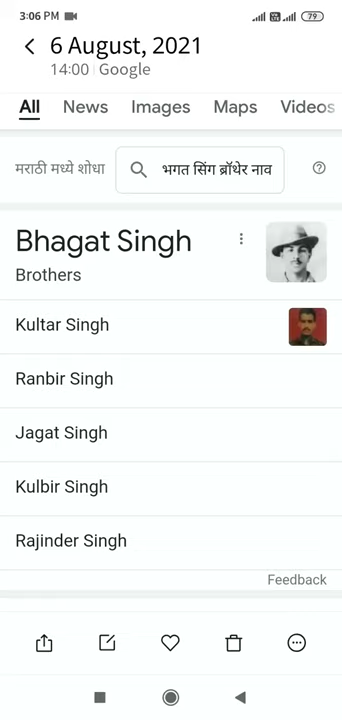 3:06 PM 79
6 August, 2021
14:00 Google
All News Images Maps Videos
मराठी मध्ये शोधा भगत सिंग ब्रॉथेर नाव
Bhagat Singh
Brothers
Kultar Singh
Ranbir Singh
Jagat Singh
Kulbir Singh
Rajinder Singh
Feedback